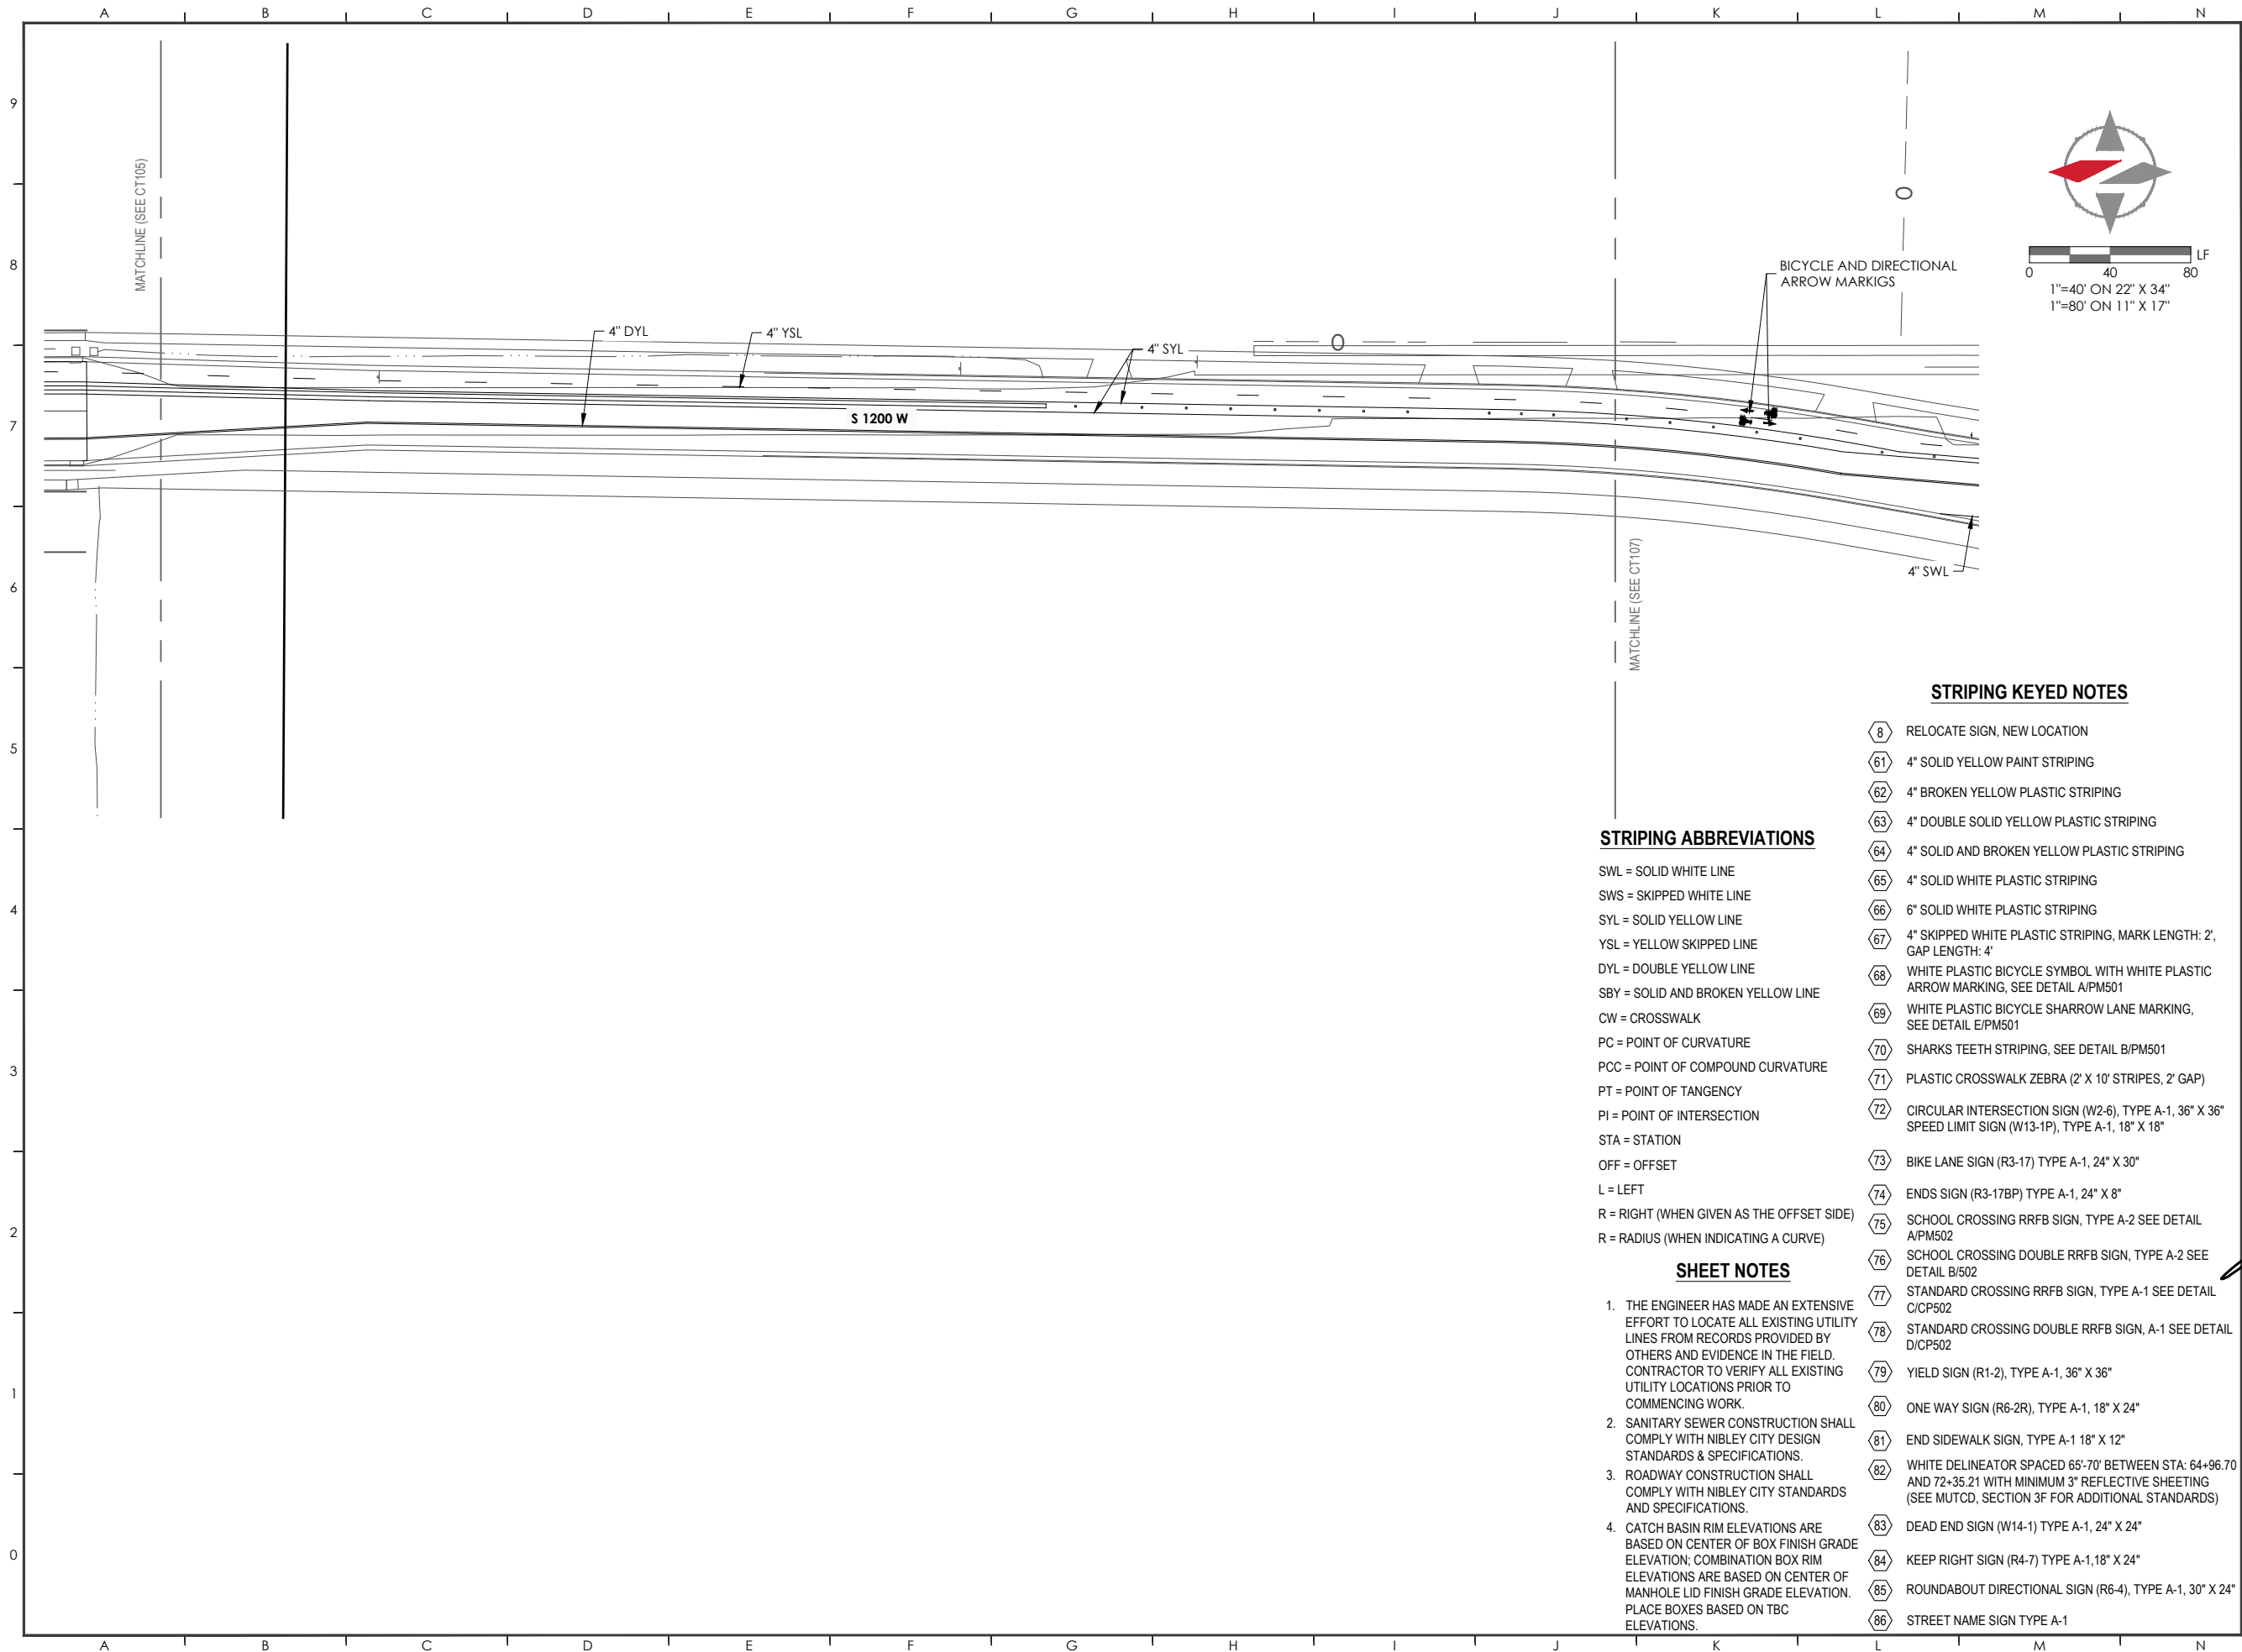 A B C D E F G H I J K L M N
9
8
7
6
5
4
3
2
1
0
MATCHLINE (SEE CT105)
4" DYL
4" YSL
4" SYL
S 1200 W
BICYCLE AND DIRECTIONAL
ARROW MARKIGS
O
O
MATCHLINE (SEE CT107)
4" SWL
LF
0 40 80
1"=40' ON 22" X 34"
1"=80' ON 11" X 17"
STRIPING ABBREVIATIONS
SWL = SOLID WHITE LINE
SWS = SKIPPED WHITE LINE
SYL = SOLID YELLOW LINE
YSL = YELLOW SKIPPED LINE
DYL = DOUBLE YELLOW LINE
SBY = SOLID AND BROKEN YELLOW LINE
CW = CROSSWALK
PC = POINT OF CURVATURE
PCC = POINT OF COMPOUND CURVATURE
PT = POINT OF TANGENCY
PI = POINT OF INTERSECTION
STA = STATION
OFF = OFFSET
L = LEFT
R = RIGHT (WHEN GIVEN AS THE OFFSET SIDE)
R = RADIUS (WHEN INDICATING A CURVE)
SHEET NOTES
1. THE ENGINEER HAS MADE AN EXTENSIVE
EFFORT TO LOCATE ALL EXISTING UTILITY
LINES FROM RECORDS PROVIDED BY
OTHERS AND EVIDENCE IN THE FIELD.
CONTRACTOR TO VERIFY ALL EXISTING
UTILITY LOCATIONS PRIOR TO
COMMENCING WORK.
2. SANITARY SEWER CONSTRUCTION SHALL
COMPLY WITH NIBLEY CITY DESIGN
STANDARDS & SPECIFICATIONS.
3. ROADWAY CONSTRUCTION SHALL
COMPLY WITH NIBLEY CITY STANDARDS
AND SPECIFICATIONS.
4. CATCH BASIN RIM ELEVATIONS ARE
BASED ON CENTER OF BOX FINISH GRADE
ELEVATION; COMBINATION BOX RIM
ELEVATIONS ARE BASED ON CENTER OF
MANHOLE LID FINISH GRADE ELEVATION.
PLACE BOXES BASED ON TBC
ELEVATIONS.
STRIPING KEYED NOTES
8 RELOCATE SIGN, NEW LOCATION
61 4" SOLID YELLOW PAINT STRIPING
62 4" BROKEN YELLOW PLASTIC STRIPING
63 4" DOUBLE SOLID YELLOW PLASTIC STRIPING
64 4" SOLID AND BROKEN YELLOW PLASTIC STRIPING
65 4" SOLID WHITE PLASTIC STRIPING
66 6" SOLID WHITE PLASTIC STRIPING
67 4" SKIPPED WHITE PLASTIC STRIPING, MARK LENGTH: 2',
GAP LENGTH: 4'
68 WHITE PLASTIC BICYCLE SYMBOL WITH WHITE PLASTIC
ARROW MARKING, SEE DETAIL A/PM501
69 WHITE PLASTIC BICYCLE SHARROW LANE MARKING,
SEE DETAIL E/PM501
70 SHARKS TEETH STRIPING, SEE DETAIL B/PM501
71 PLASTIC CROSSWALK ZEBRA (2' X 10' STRIPES, 2' GAP)
72 CIRCULAR INTERSECTION SIGN (W2-6), TYPE A-1, 36" X 36"
SPEED LIMIT SIGN (W13-1P), TYPE A-1, 18" X 18"
73 BIKE LANE SIGN (R3-17) TYPE A-1, 24" X 30"
74 ENDS SIGN (R3-17BP) TYPE A-1, 24" X 8"
75 SCHOOL CROSSING RRFB SIGN, TYPE A-2 SEE DETAIL
A/PM502
76 SCHOOL CROSSING DOUBLE RRFB SIGN, TYPE A-2 SEE
DETAIL B/502
77 STANDARD CROSSING RRFB SIGN, TYPE A-1 SEE DETAIL
C/CP502
78 STANDARD CROSSING DOUBLE RRFB SIGN, A-1 SEE DETAIL
D/CP502
79 YIELD SIGN (R1-2), TYPE A-1, 36" X 36"
80 ONE WAY SIGN (R6-2R), TYPE A-1, 18" X 24"
81 END SIDEWALK SIGN, TYPE A-1 18" X 12"
82 WHITE DELINEATOR SPACED 65'-70' BETWEEN STA: 64+96.70
AND 72+35.21 WITH MINIMUM 3" REFLECTIVE SHEETING
(SEE MUTCD, SECTION 3F FOR ADDITIONAL STANDARDS)
83 DEAD END SIGN (W14-1) TYPE A-1, 24" X 24"
84 KEEP RIGHT SIGN (R4-7) TYPE A-1,18" X 24"
85 ROUNDABOUT DIRECTIONAL SIGN (R6-4), TYPE A-1, 30" X 24"
86 STREET NAME SIGN TYPE A-1
A B C D E F G H I J K L M N